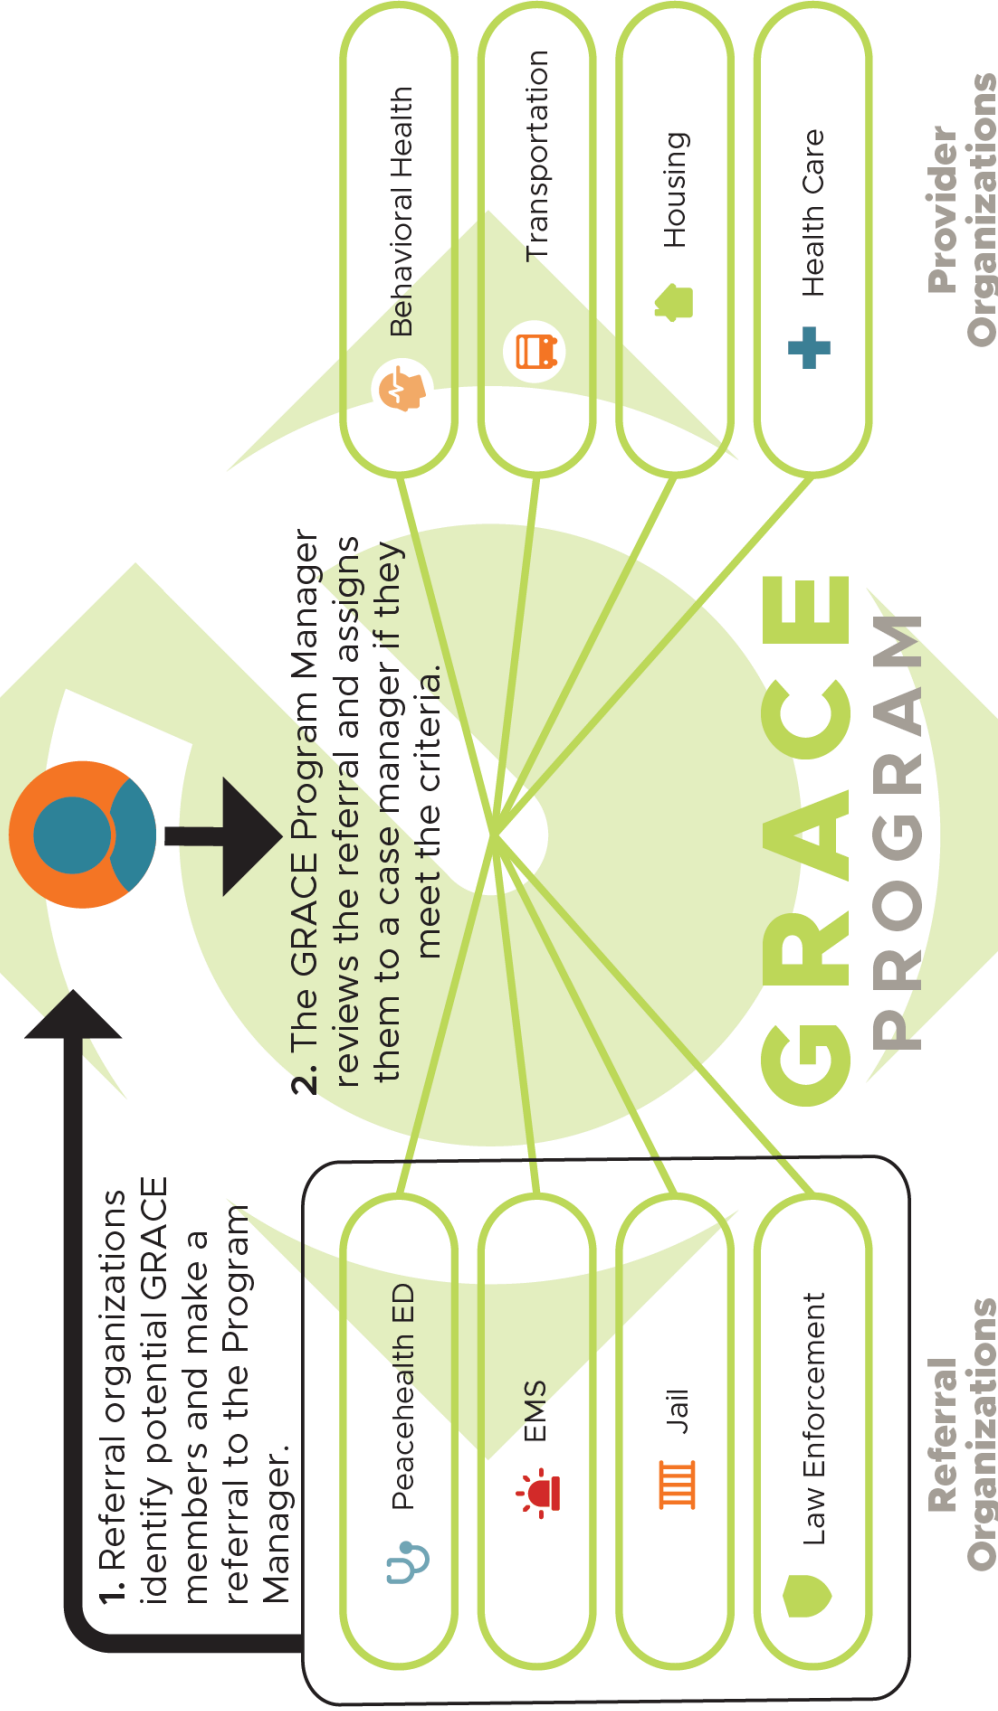 1. Referral organizations
identify potential GRACE
members and make a
referral to the Program
Manager.
2. The GRACE Program Manager
reviews the referral and assigns
them to a case manager if they
meet the criteria.
Peacehealth ED
EMS
Jail
Law Enforcement
Referral
Organizations
Behavioral Health
Transportation
Housing
Health Care
Provider
Organizations
GRACE
PROGRAM